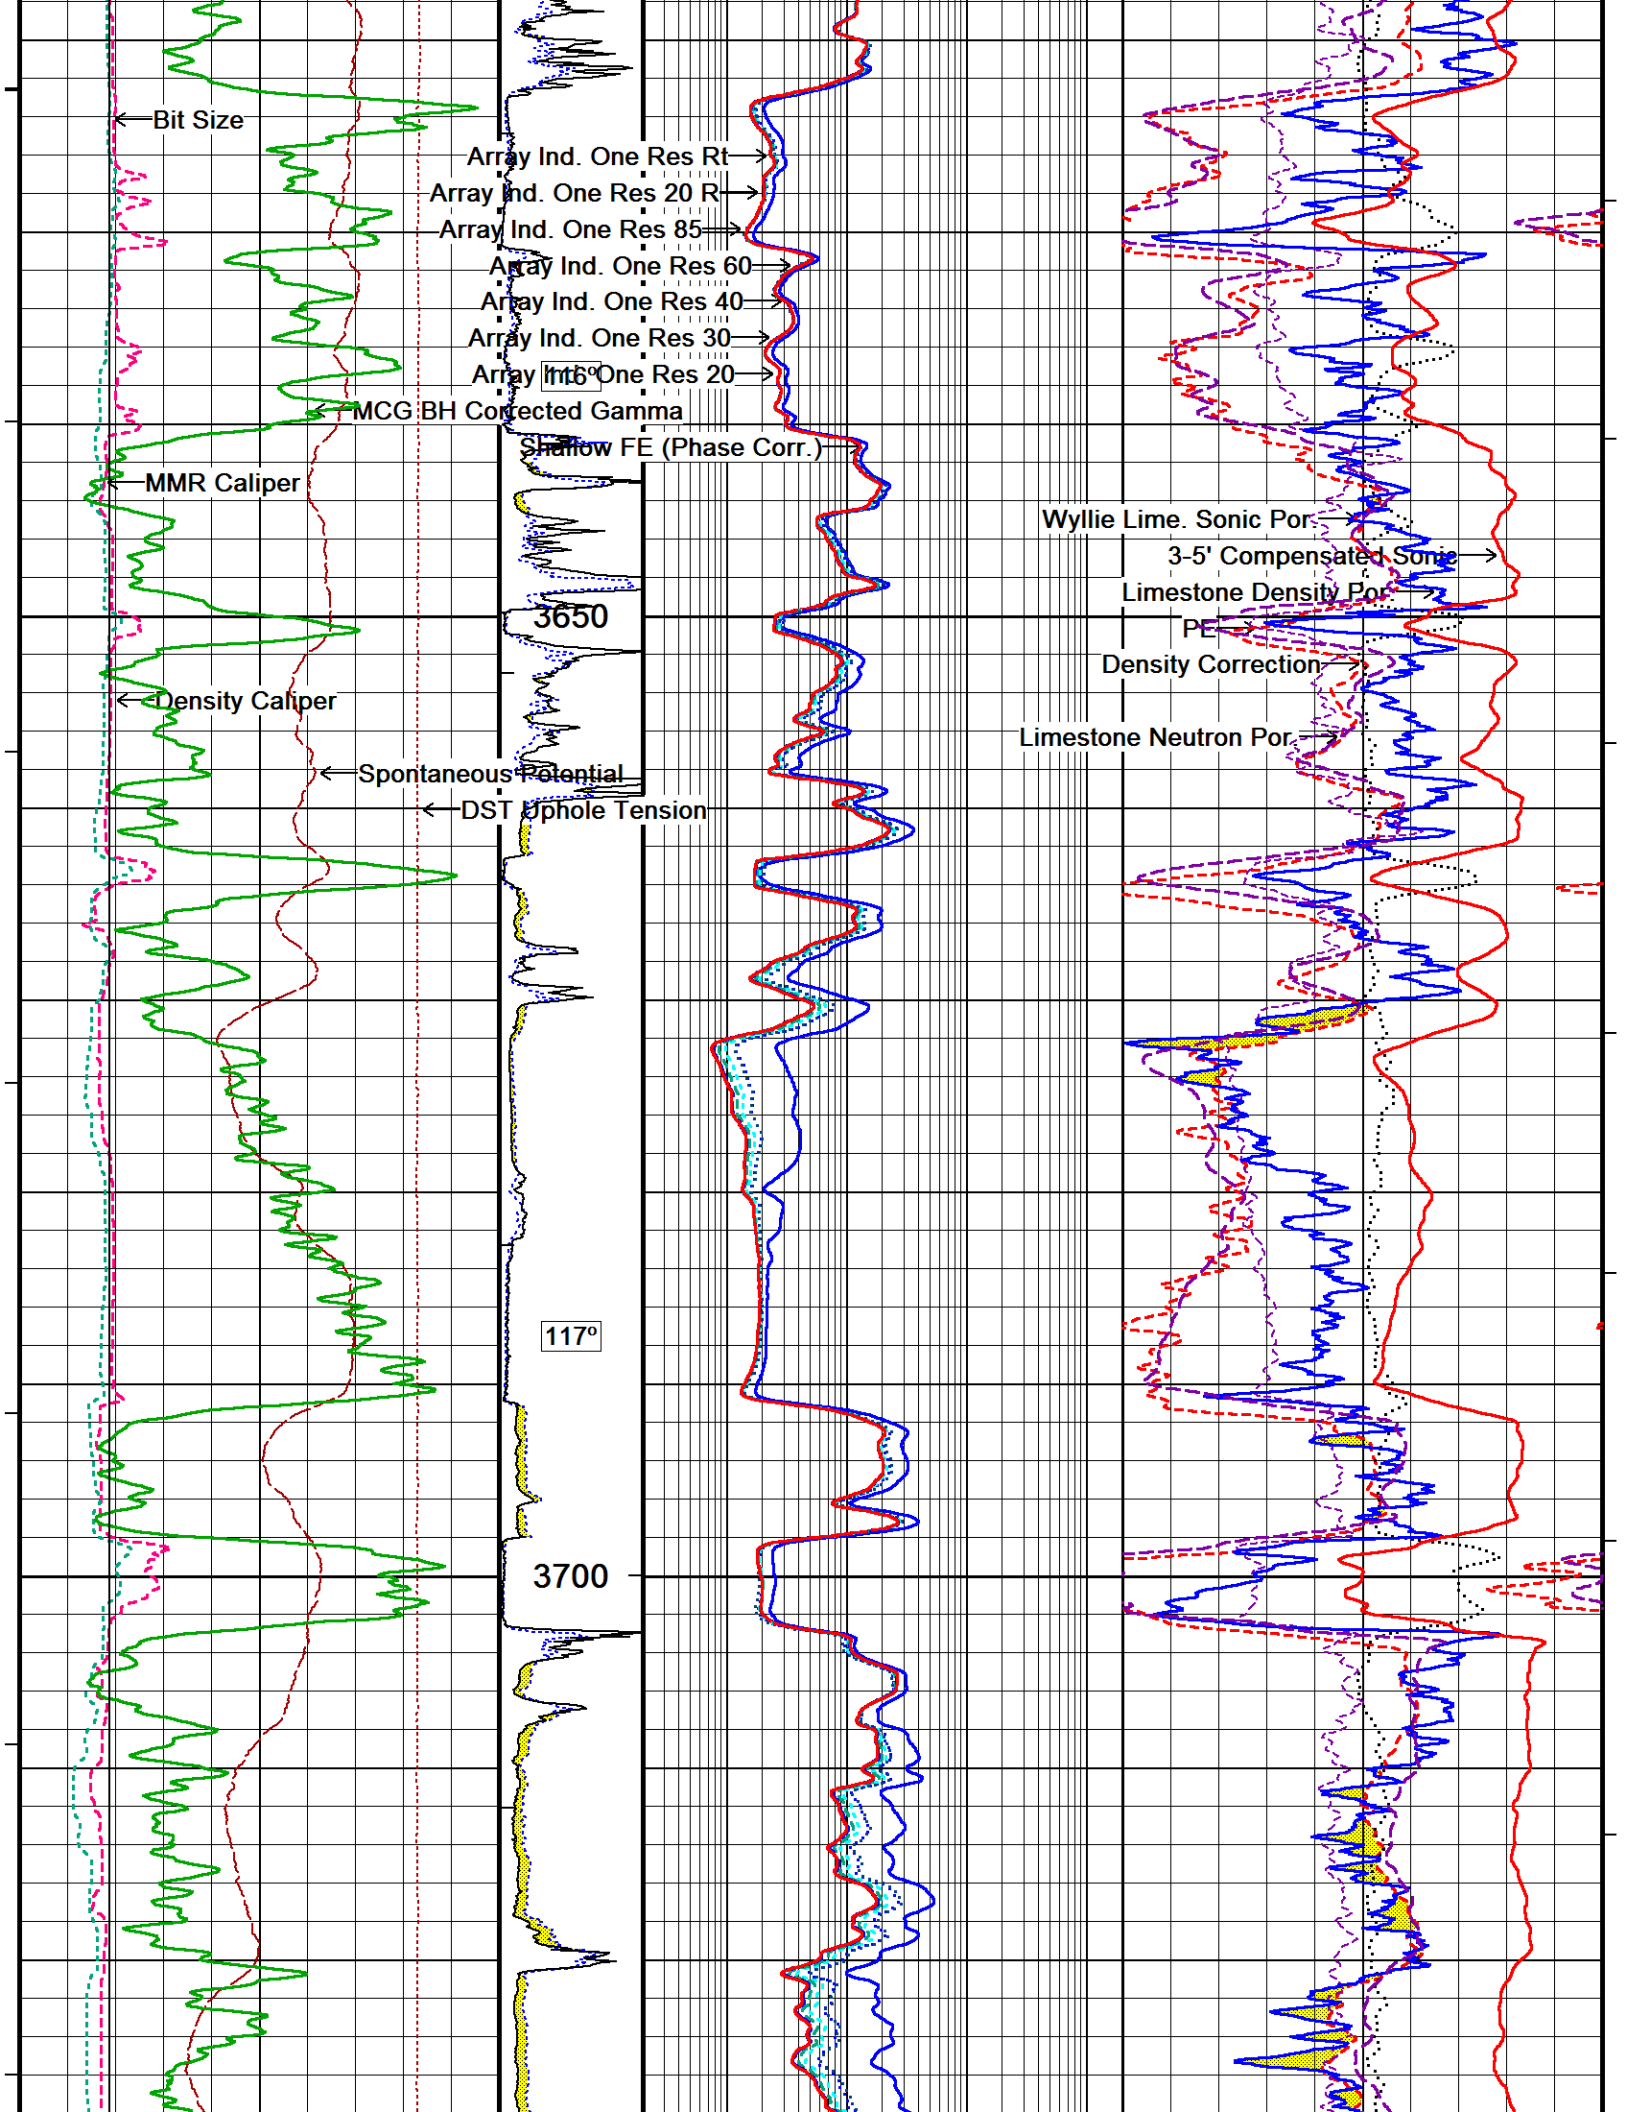 Bit Size
Array Ind. One Res Rt
Array Ind. One Res 20 R
Array Ind. One Res 85
Array Ind. One Res 60
Array Ind. One Res 40
Array Ind. One Res 30
Array Ind. One Res 20
116º
MCG BH Corrected Gamma
Shallow FE (Phase Corr.)
MMR Caliper
Wyllie Lime. Sonic Por
3-5' Compensated Sonic
Limestone Density Por
3650
PE
Density Correction
Density Caliper
Limestone Neutron Por
Spontaneous Potential
DST Uphole Tension
117º
3700